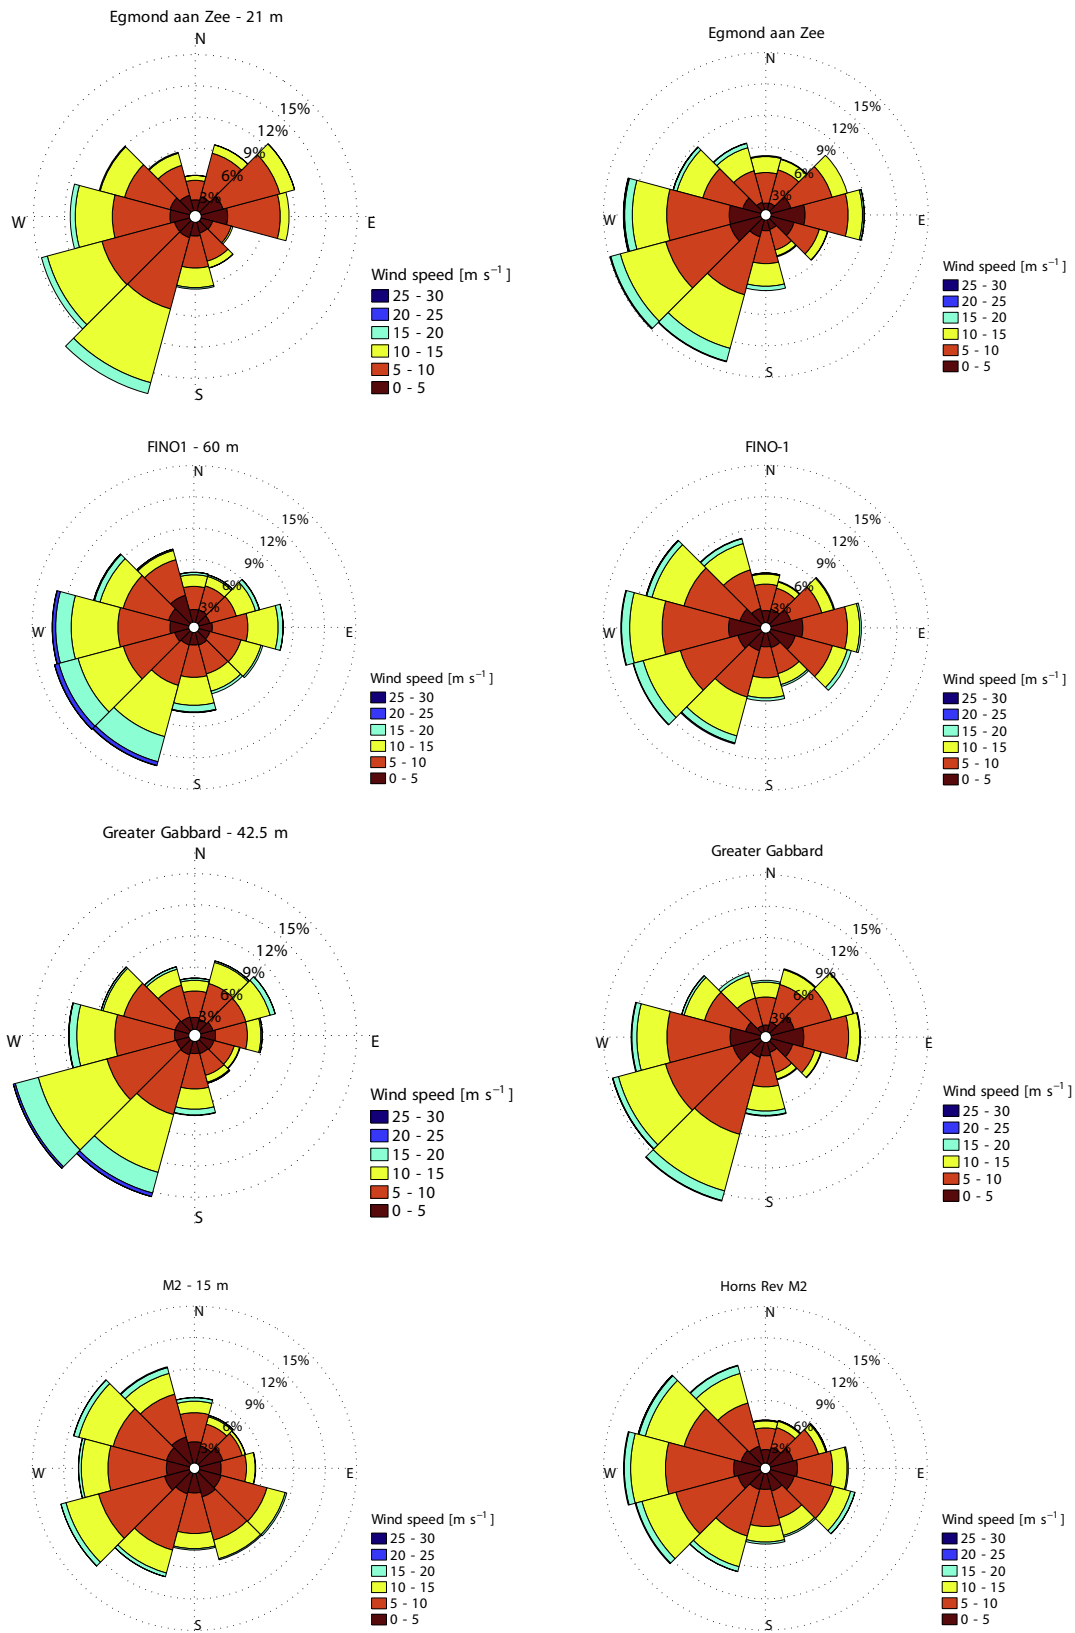 Egmond aan Zee - 21 m
N
15%
12%
9%
6%
3%
W
E
S
Wind speed [m s⁻¹]
25 - 30
20 - 25
15 - 20
10 - 15
5 - 10
0 - 5
Egmond aan Zee
N
15%
12%
9%
6%
3%
W
E
S
Wind speed [m s⁻¹]
25 - 30
20 - 25
15 - 20
10 - 15
5 - 10
0 - 5
FINO1 - 60 m
N
15%
12%
9%
6%
3%
W
E
S
Wind speed [m s⁻¹]
25 - 30
20 - 25
15 - 20
10 - 15
5 - 10
0 - 5
FINO-1
N
15%
12%
9%
6%
3%
W
E
S
Wind speed [m s⁻¹]
25 - 30
20 - 25
15 - 20
10 - 15
5 - 10
0 - 5
Greater Gabbard - 42.5 m
N
15%
12%
9%
6%
3%
W
E
S
Wind speed [m s⁻¹]
25 - 30
20 - 25
15 - 20
10 - 15
5 - 10
0 - 5
Greater Gabbard
N
15%
12%
9%
6%
3%
W
E
S
Wind speed [m s⁻¹]
25 - 30
20 - 25
15 - 20
10 - 15
5 - 10
0 - 5
M2 - 15 m
N
15%
12%
9%
6%
3%
W
E
S
Wind speed [m s⁻¹]
25 - 30
20 - 25
15 - 20
10 - 15
5 - 10
0 - 5
Horns Rev M2
N
15%
12%
9%
6%
3%
W
E
S
Wind speed [m s⁻¹]
25 - 30
20 - 25
15 - 20
10 - 15
5 - 10
0 - 5